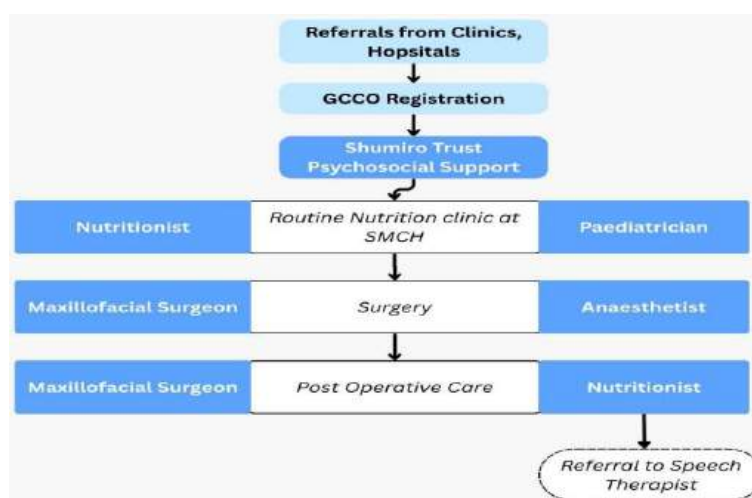 Referrals from Clinics,
Hopsitals
GCCO Registration
Shumiro Trust
Psychosocial Support
Nutritionist
Routine Nutrition clinic at
SMCH
Paediatrician
Maxillofacial Surgeon
Surgery
Anaesthetist
Maxillofacial Surgeon
Post Operative Care
Nutritionist
Referral to Speech
Therapist